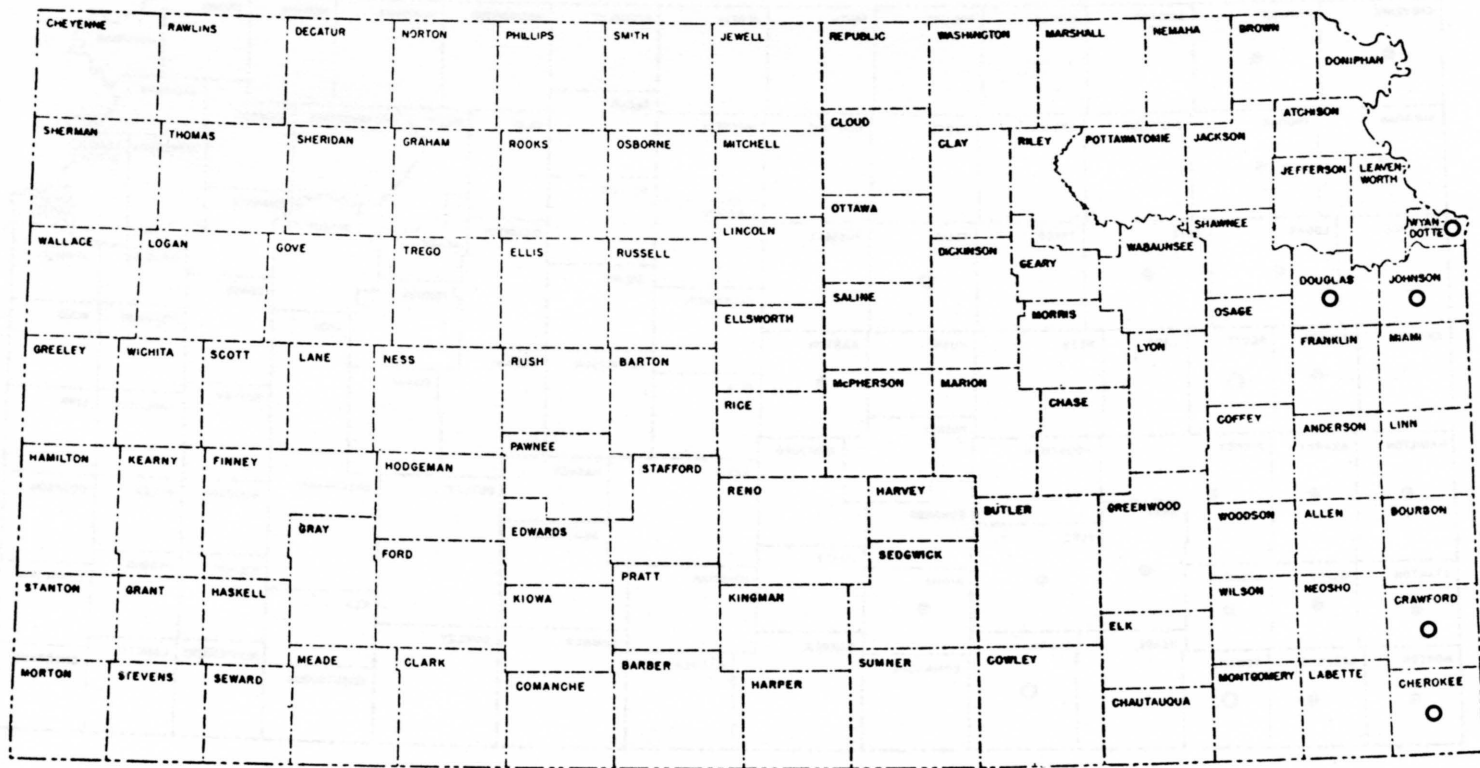 CHEYENNE
RAWLINS
DECATUR
NORTON
PHILLIPS
SMITH
JEWELL
REPUBLIC
WASHINGTON
MARSHALL
NEMAHA
BROWN
DONIPHAN
SHERMAN
THOMAS
SHERIDAN
GRAHAM
ROOKS
OSBORNE
MITCHELL
CLOUD
CLAY
RILEY
POTTAWATOMIE
JACKSON
ATCHISON
JEFFERSON
LEAVEN-
WORTH
WYAN
DOTTE
WALLACE
LOGAN
GOVE
TREGO
ELLIS
RUSSELL
LINCOLN
OTTAWA
DICKINSON
GEARY
WABAUNSEE
SHAWNEE
DOUGLAS
JOHNSON
SALINE
ELLSWORTH
MORRIS
OSAGE
GREELEY
WICHITA
SCOTT
LANE
NESS
RUSH
BARTON
RICE
McPHERSON
MARION
CHASE
LYON
FRANKLIN
MIAMI
COFFEY
ANDERSON
LINN
HAMILTON
KEARNY
FINNEY
HODGEMAN
PAWNEE
STAFFORD
RENO
HARVEY
BUTLER
GREENWOOD
WOODSON
ALLEN
BOURBON
GRAY
FORD
EDWARDS
PRATT
SEDGWICK
STANTON
GRANT
HASKELL
KIOWA
KINGMAN
ELK
WILSON
NEOSHO
CRAWFORD
MORTON
STEVENS
SEWARD
MEADE
CLARK
COMANCHE
BARBER
HARPER
SUMNER
COWLEY
CHAUTAUQUA
MONTGOMERY
LABETTE
CHEROKEE